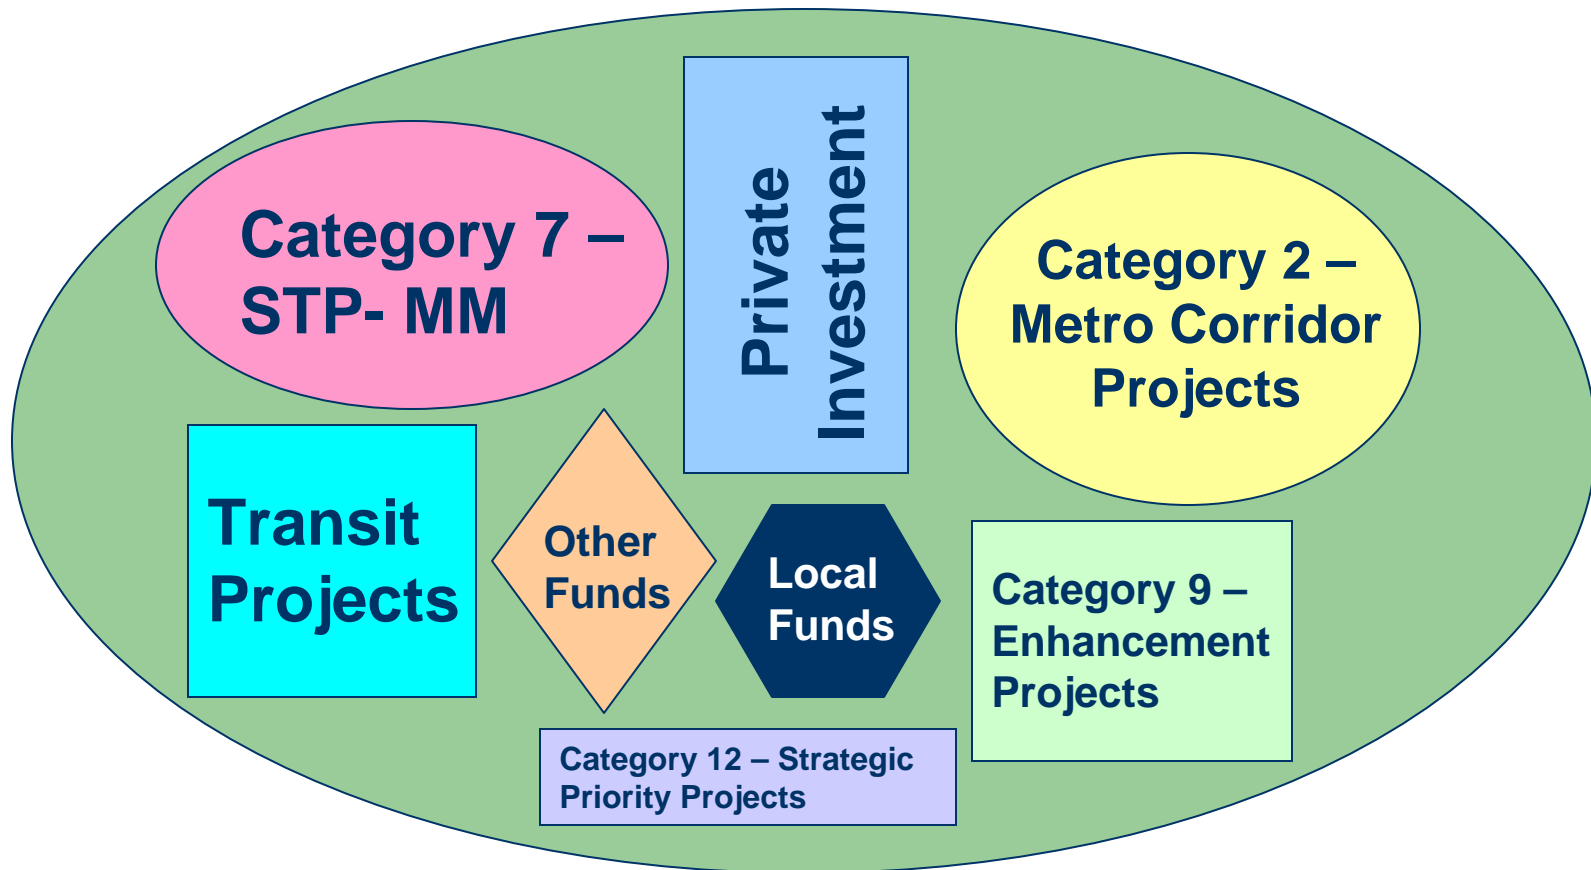 Category 7 –
STP- MM
Private
Investment
Category 2 –
Metro Corridor
Projects
Transit
Projects
Other
Funds
Local
Funds
Category 9 –
Enhancement
Projects
Category 12 – Strategic
Priority Projects